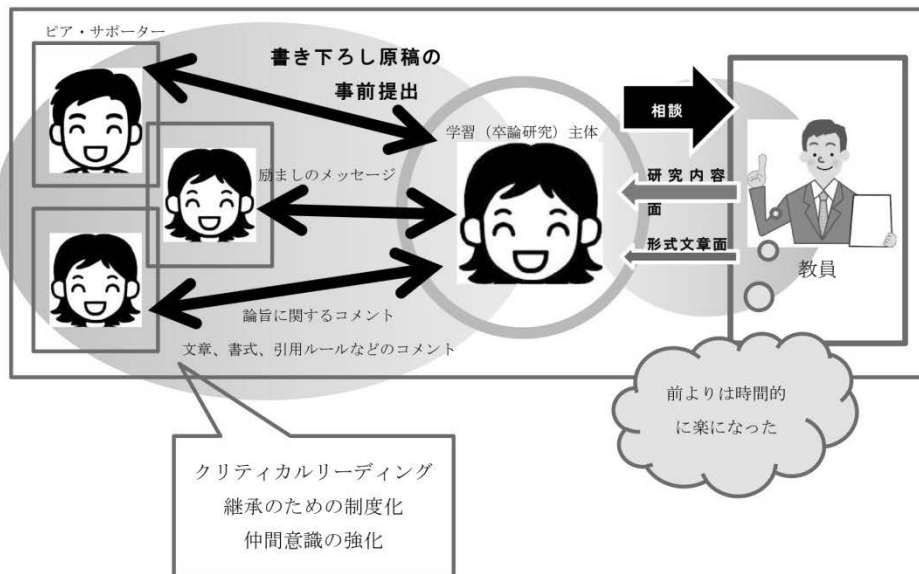 ピア・サポーター
書き下ろし原稿の
事前提出
学習（卒論研究）主体
相談
励ましのメッセージ
研究内容
面
形式文章面
教員
論旨に関するコメント
文章、書式、引用ルールなどのコメント
前よりは時間的
に楽になった
クリティカルリーディング
継承のための制度化
仲間意識の強化